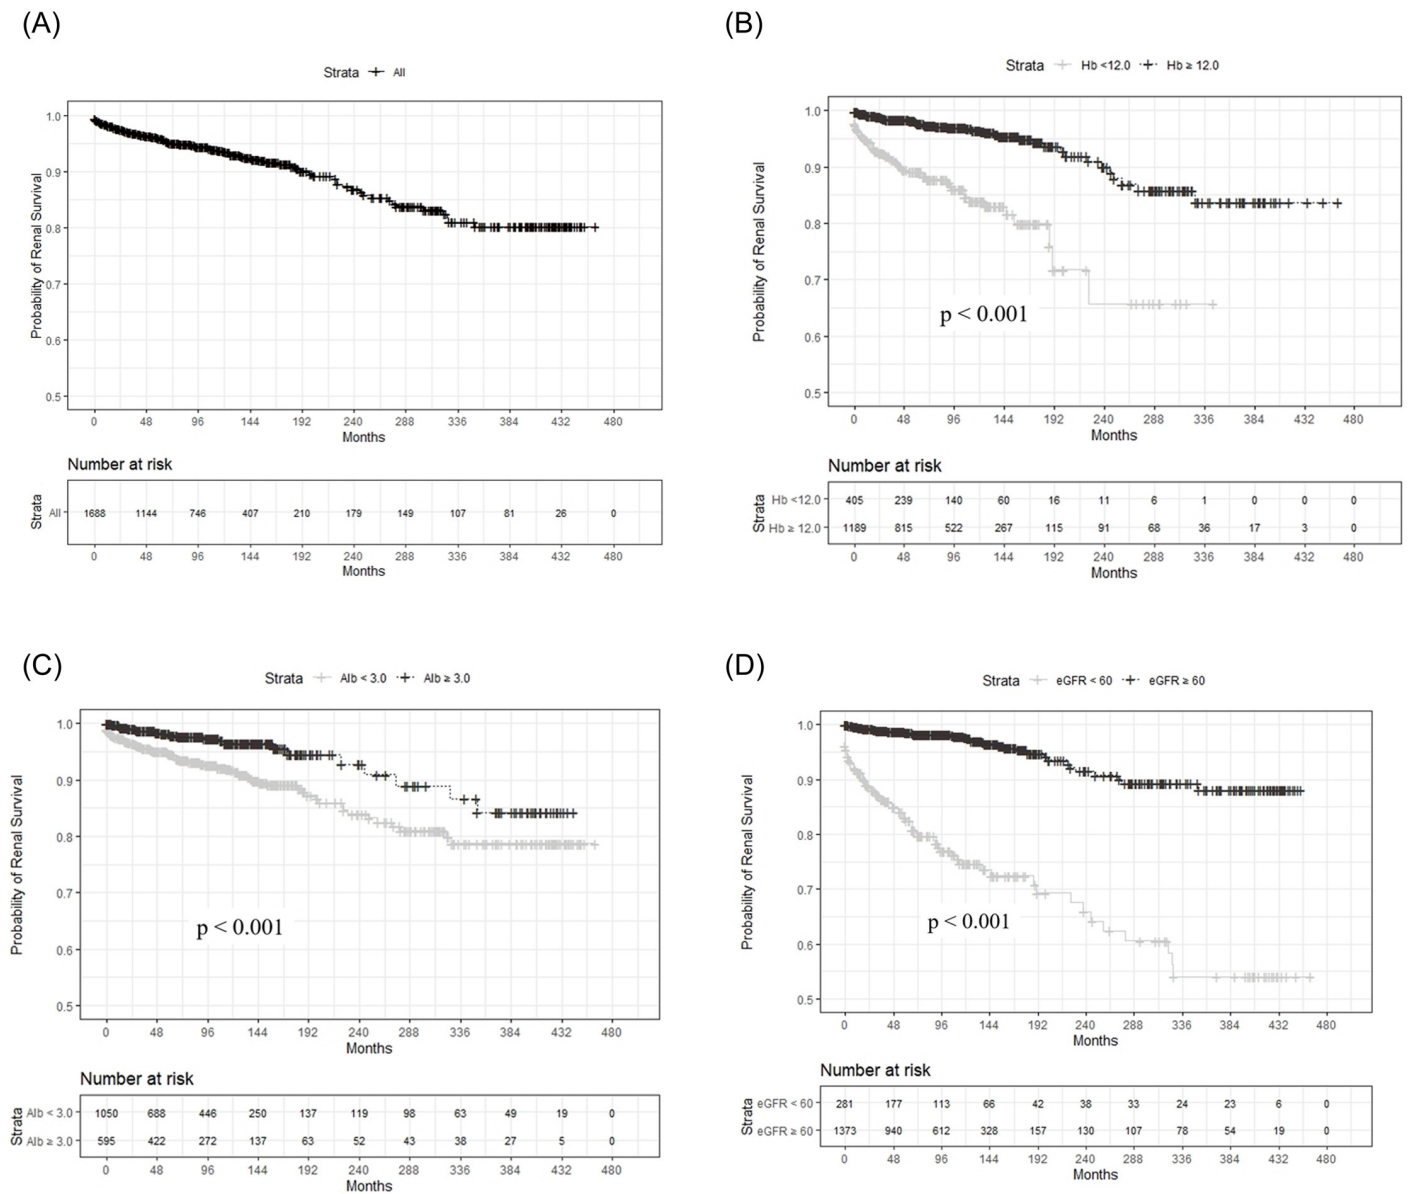 (A)
Strata All
Probability of Renal Survival
1.0
0.9
0.8
0.7
0.6
0.5
0 48 96 144 192 240 288 336 384 432 480
Months
Number at risk
Strata
All 1688 1144 746 407 210 179 149 107 81 26 0
0 48 96 144 192 240 288 336 384 432 480
Months
(B)
Strata Hb <12.0 Hb ≥ 12.0
Probability of Renal Survival
1.0
0.9
0.8
0.7
0.6
0.5
p < 0.001
0 48 96 144 192 240 288 336 384 432 480
Months
Number at risk
Strata
Hb <12.0 405 239 140 60 16 11 6 1 0 0 0
Hb ≥ 12.0 1189 815 522 267 115 91 68 36 17 3 0
0 48 96 144 192 240 288 336 384 432 480
Months
(C)
Strata Alb < 3.0 Alb ≥ 3.0
Probability of Renal Survival
1.0
0.9
0.8
0.7
0.6
0.5
p < 0.001
0 48 96 144 192 240 288 336 384 432 480
Months
Number at risk
Strata
Alb < 3.0 1050 688 446 250 137 119 98 63 49 19 0
Alb ≥ 3.0 595 422 272 137 63 52 43 38 27 5 0
0 48 96 144 192 240 288 336 384 432 480
Months
(D)
Strata eGFR < 60 eGFR ≥ 60
Probability of Renal Survival
1.0
0.9
0.8
0.7
0.6
0.5
p < 0.001
0 48 96 144 192 240 288 336 384 432 480
Months
Number at risk
Strata
eGFR < 60 281 177 113 66 42 38 33 24 23 6 0
eGFR ≥ 60 1373 940 612 328 157 130 107 78 54 19 0
0 48 96 144 192 240 288 336 384 432 480
Months